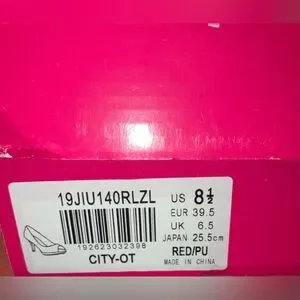 19JIU140RLZL
US 8½
EUR 39.5
UK 6.5
JAPAN 25.5cm
192623032398
CITY-OT
RED/PU
MADE IN CHINA